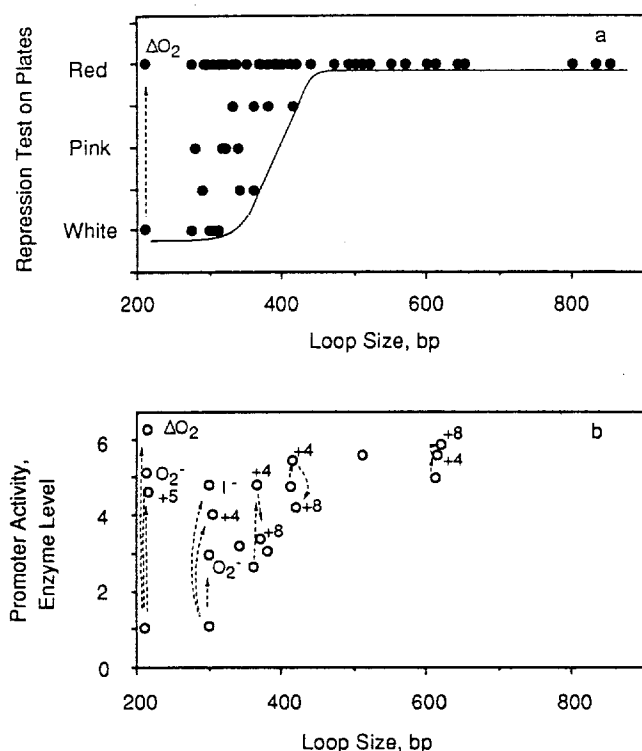 a
ΔO₂
Red
Pink
White
Repression Test on Plates
200 400 600 800
Loop Size, bp
b
ΔO₂
O₂⁻
+5
I⁻
+4
O₂⁻
+4
+8
+4
+8
+8
+4
6
4
2
0
Promoter Activity,
Enzyme Level
200 400 600 800
Loop Size, bp